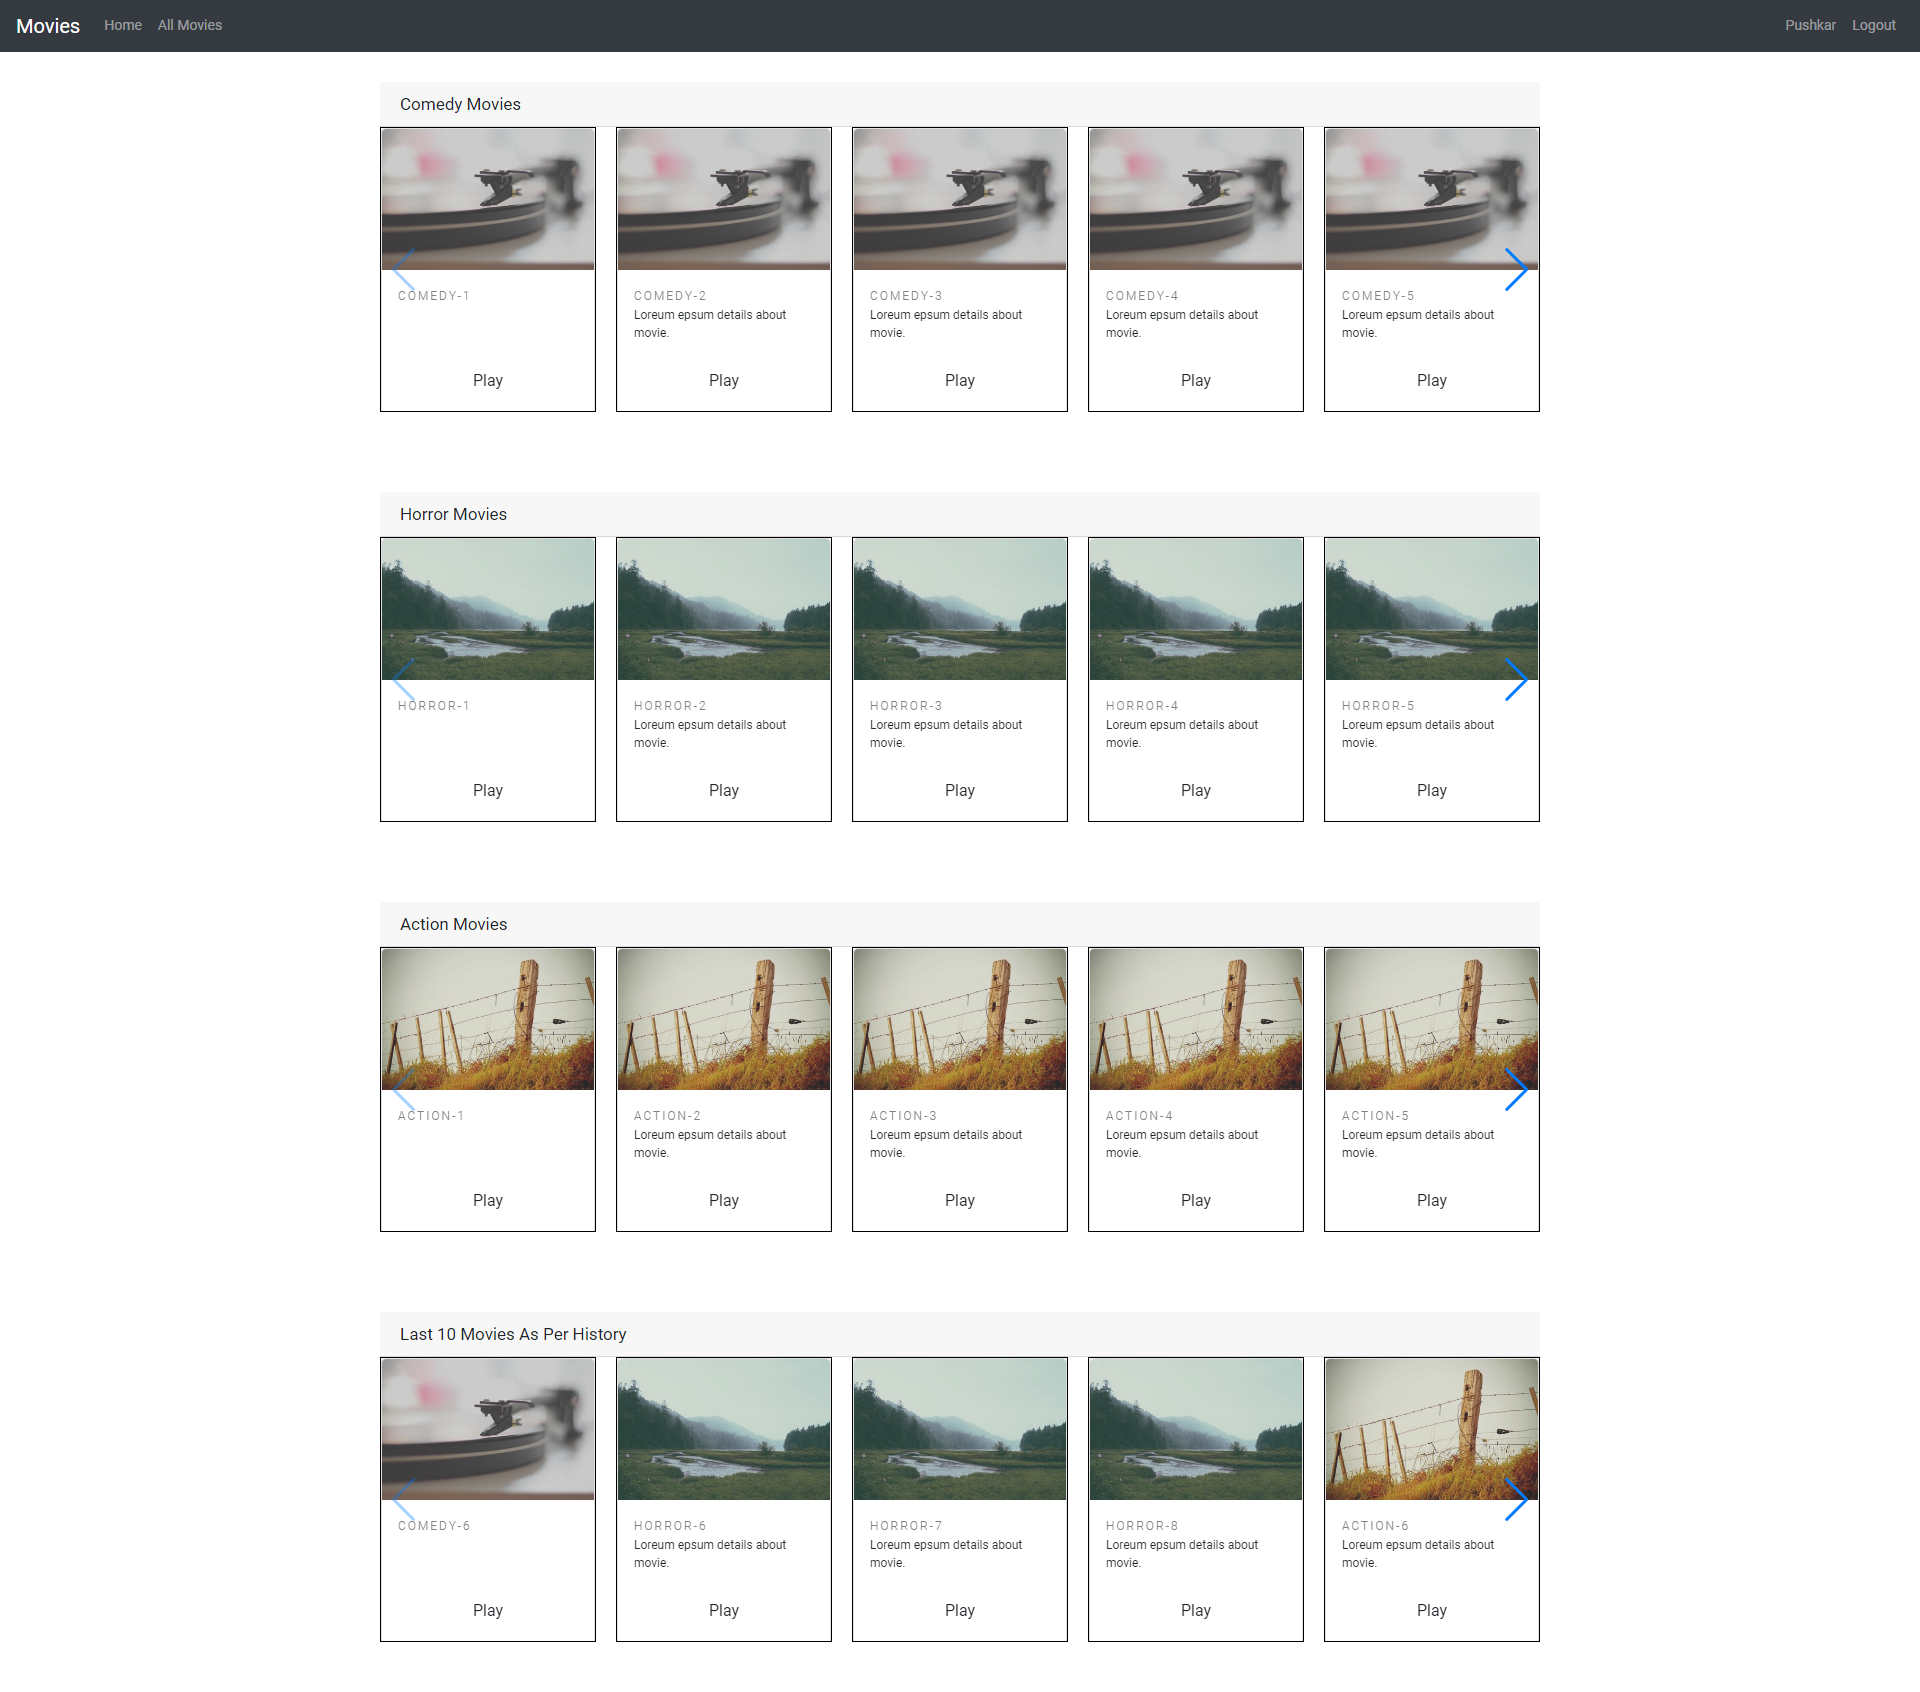 Movies Home All Movies Pushkar Logout
Comedy Movies
COMEDY-1 COMEDY-2 COMEDY-3 COMEDY-4 COMEDY-5
Loreum epsum details about Loreum epsum details about Loreum epsum details about Loreum epsum details about
movie. movie. movie. movie.
Play Play Play Play Play
Horror Movies
HORROR-1 HORROR-2 HORROR-3 HORROR-4 HORROR-5
Loreum epsum details about Loreum epsum details about Loreum epsum details about Loreum epsum details about
movie. movie. movie. movie.
Play Play Play Play Play
Action Movies
ACTION-1 ACTION-2 ACTION-3 ACTION-4 ACTION-5
Loreum epsum details about Loreum epsum details about Loreum epsum details about Loreum epsum details about
movie. movie. movie. movie.
Play Play Play Play Play
Last 10 Movies As Per History
COMEDY-6 HORROR-6 HORROR-7 HORROR-8 ACTION-6
Loreum epsum details about Loreum epsum details about Loreum epsum details about Loreum epsum details about
movie. movie. movie. movie.
Play Play Play Play Play